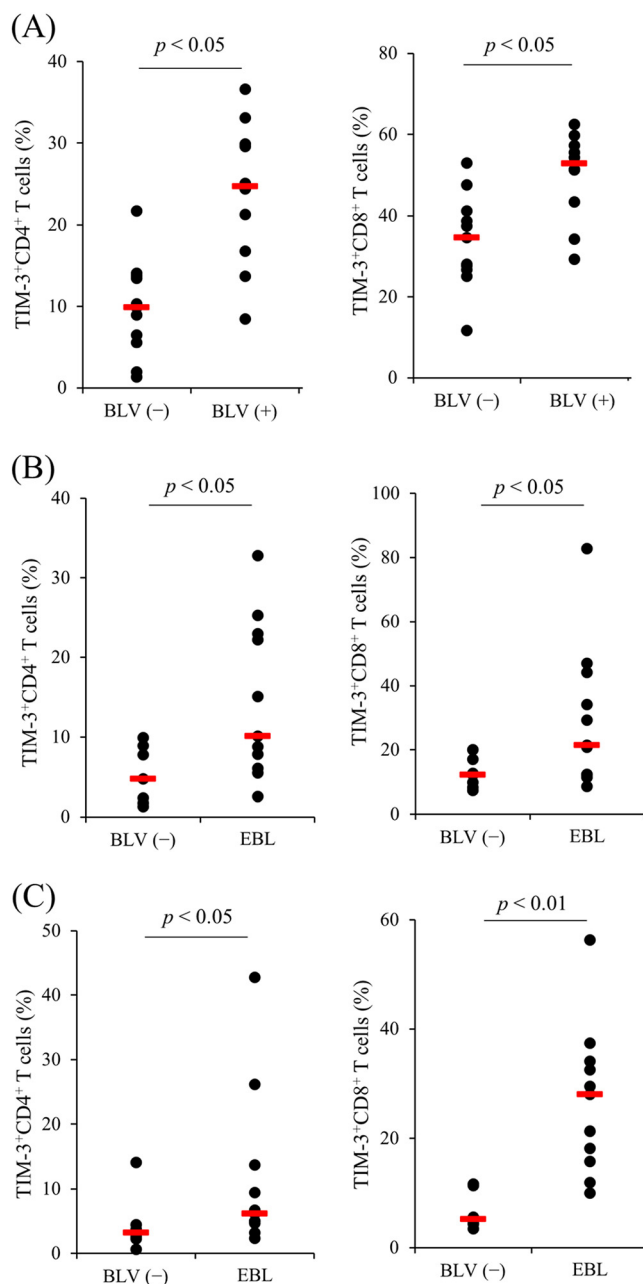 (A)
p < 0.05
TIM-3⁺CD4⁺ T cells (%)
40
30
20
10
0
BLV (−) BLV (+)
p < 0.05
TIM-3⁺CD8⁺ T cells (%)
80
60
40
20
0
BLV (−) BLV (+)
(B)
p < 0.05
TIM-3⁺CD4⁺ T cells (%)
40
30
20
10
0
BLV (−) EBL
p < 0.05
TIM-3⁺CD8⁺ T cells (%)
100
80
60
40
20
0
BLV (−) EBL
(C)
p < 0.05
TIM-3⁺CD4⁺ T cells (%)
50
40
30
20
10
0
BLV (−) EBL
p < 0.01
TIM-3⁺CD8⁺ T cells (%)
60
40
20
0
BLV (−) EBL